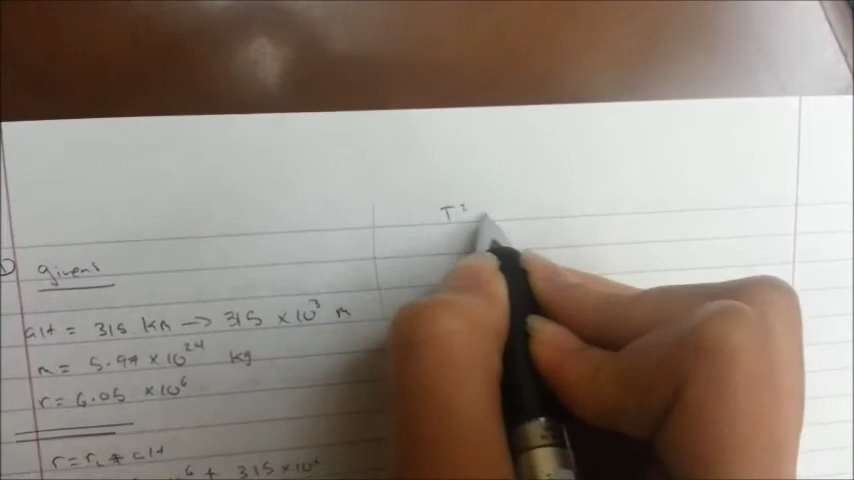 ① givens
alt = 315 km → 315 × 10³ m
m = 5.97 × 10²⁴ kg
r = 6.05 × 10⁶
r = r₁ + alt
⁶ + 315 × 10³
T²